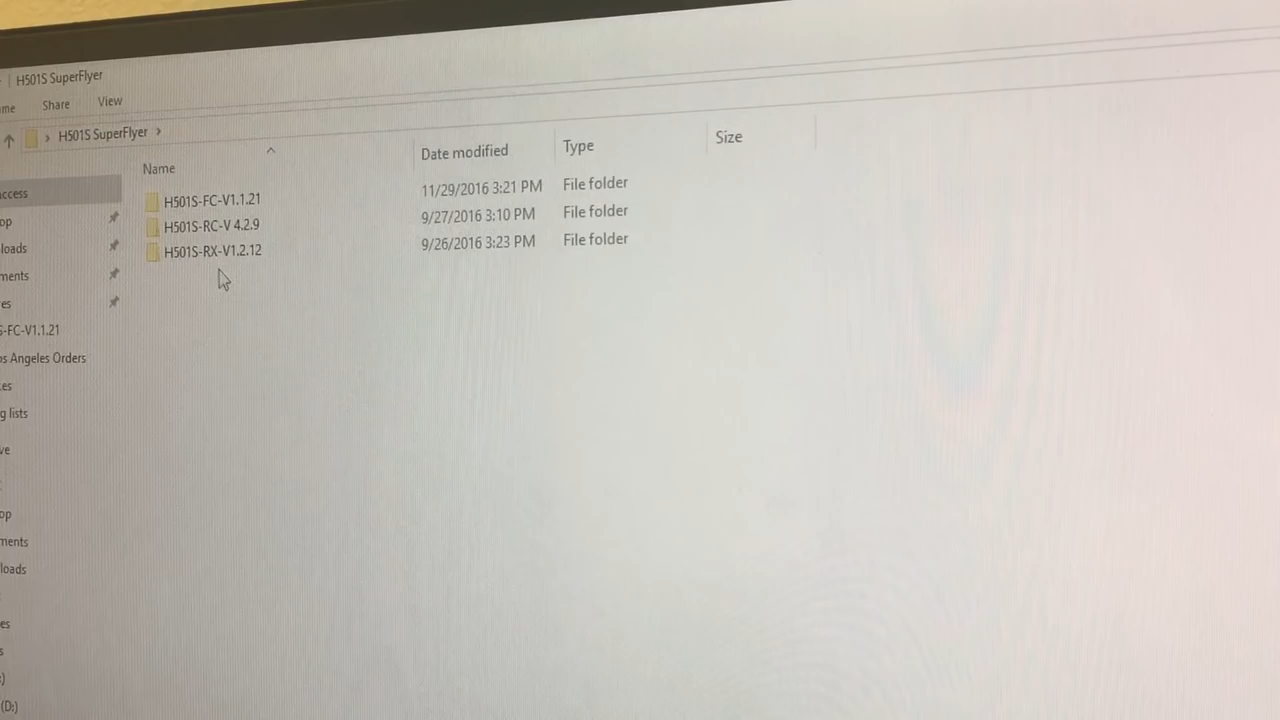 H501S SuperFlyer
me Share View
H501S SuperFlyer
Name Date modified Type Size
H501S-FC-V1.1.21 11/29/2016 3:21 PM File folder
H501S-RC-V 4.2.9 9/27/2016 3:10 PM File folder
H501S-RX-V1.2.12 9/26/2016 3:23 PM File folder
ccess
op
loads
ments
es
S-FC-V1.1.21
os Angeles Orders
es
g lists
ve
op
ments
loads
es
s
:)
(D:)